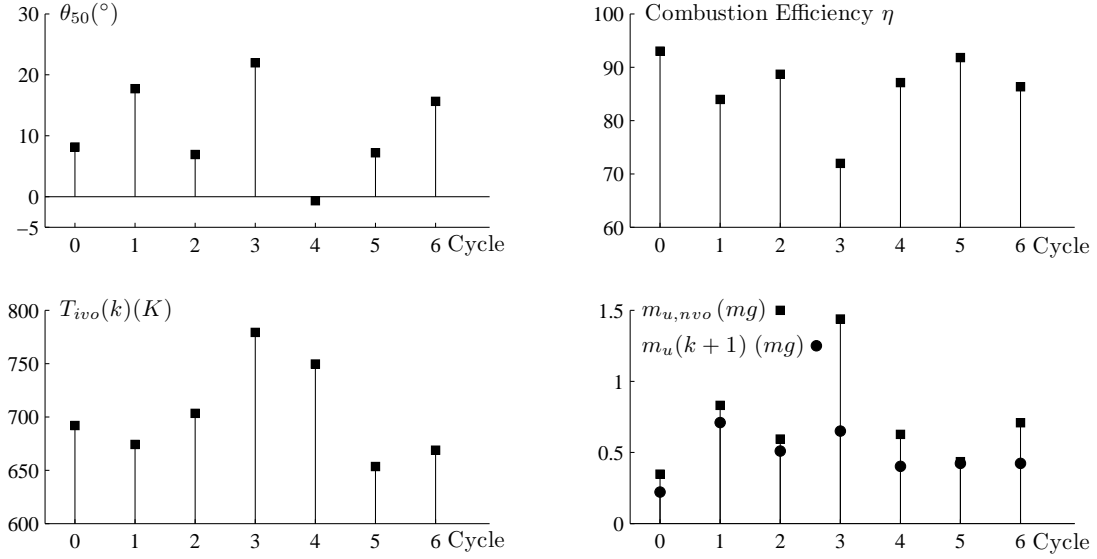 θ50(°)
30
20
10
0
−5
0 1 2 3 4 5 6 Cycle
Combustion Efficiency η
100
90
80
70
60
0 1 2 3 4 5 6 Cycle
Tivo(k)(K)
800
750
700
650
600
0 1 2 3 4 5 6 Cycle
mu,nvo (mg)
mu(k + 1) (mg)
1.5
1
0.5
0
0 1 2 3 4 5 6 Cycle